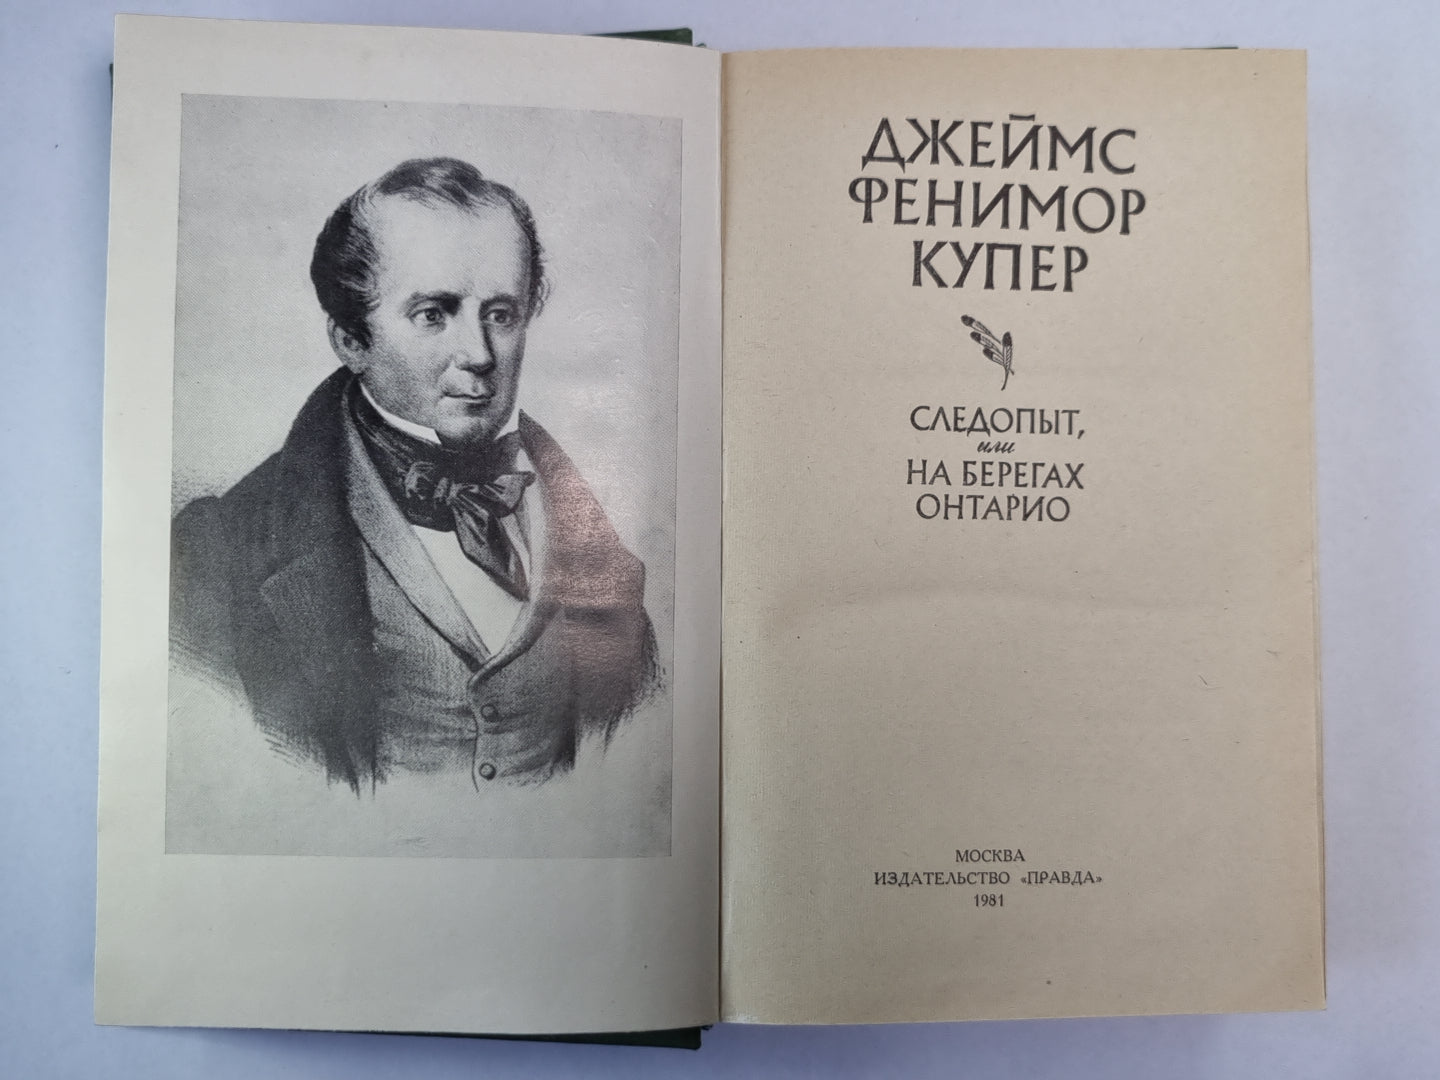 ДЖЕЙМС
ФЕНИМОР
КУПЕР
СЛЕДОПЫТ,
или
НА БЕРЕГАХ
ОНТАРИО
МОСКВА
ИЗДАТЕЛЬСТВО «ПРАВДА»
1981